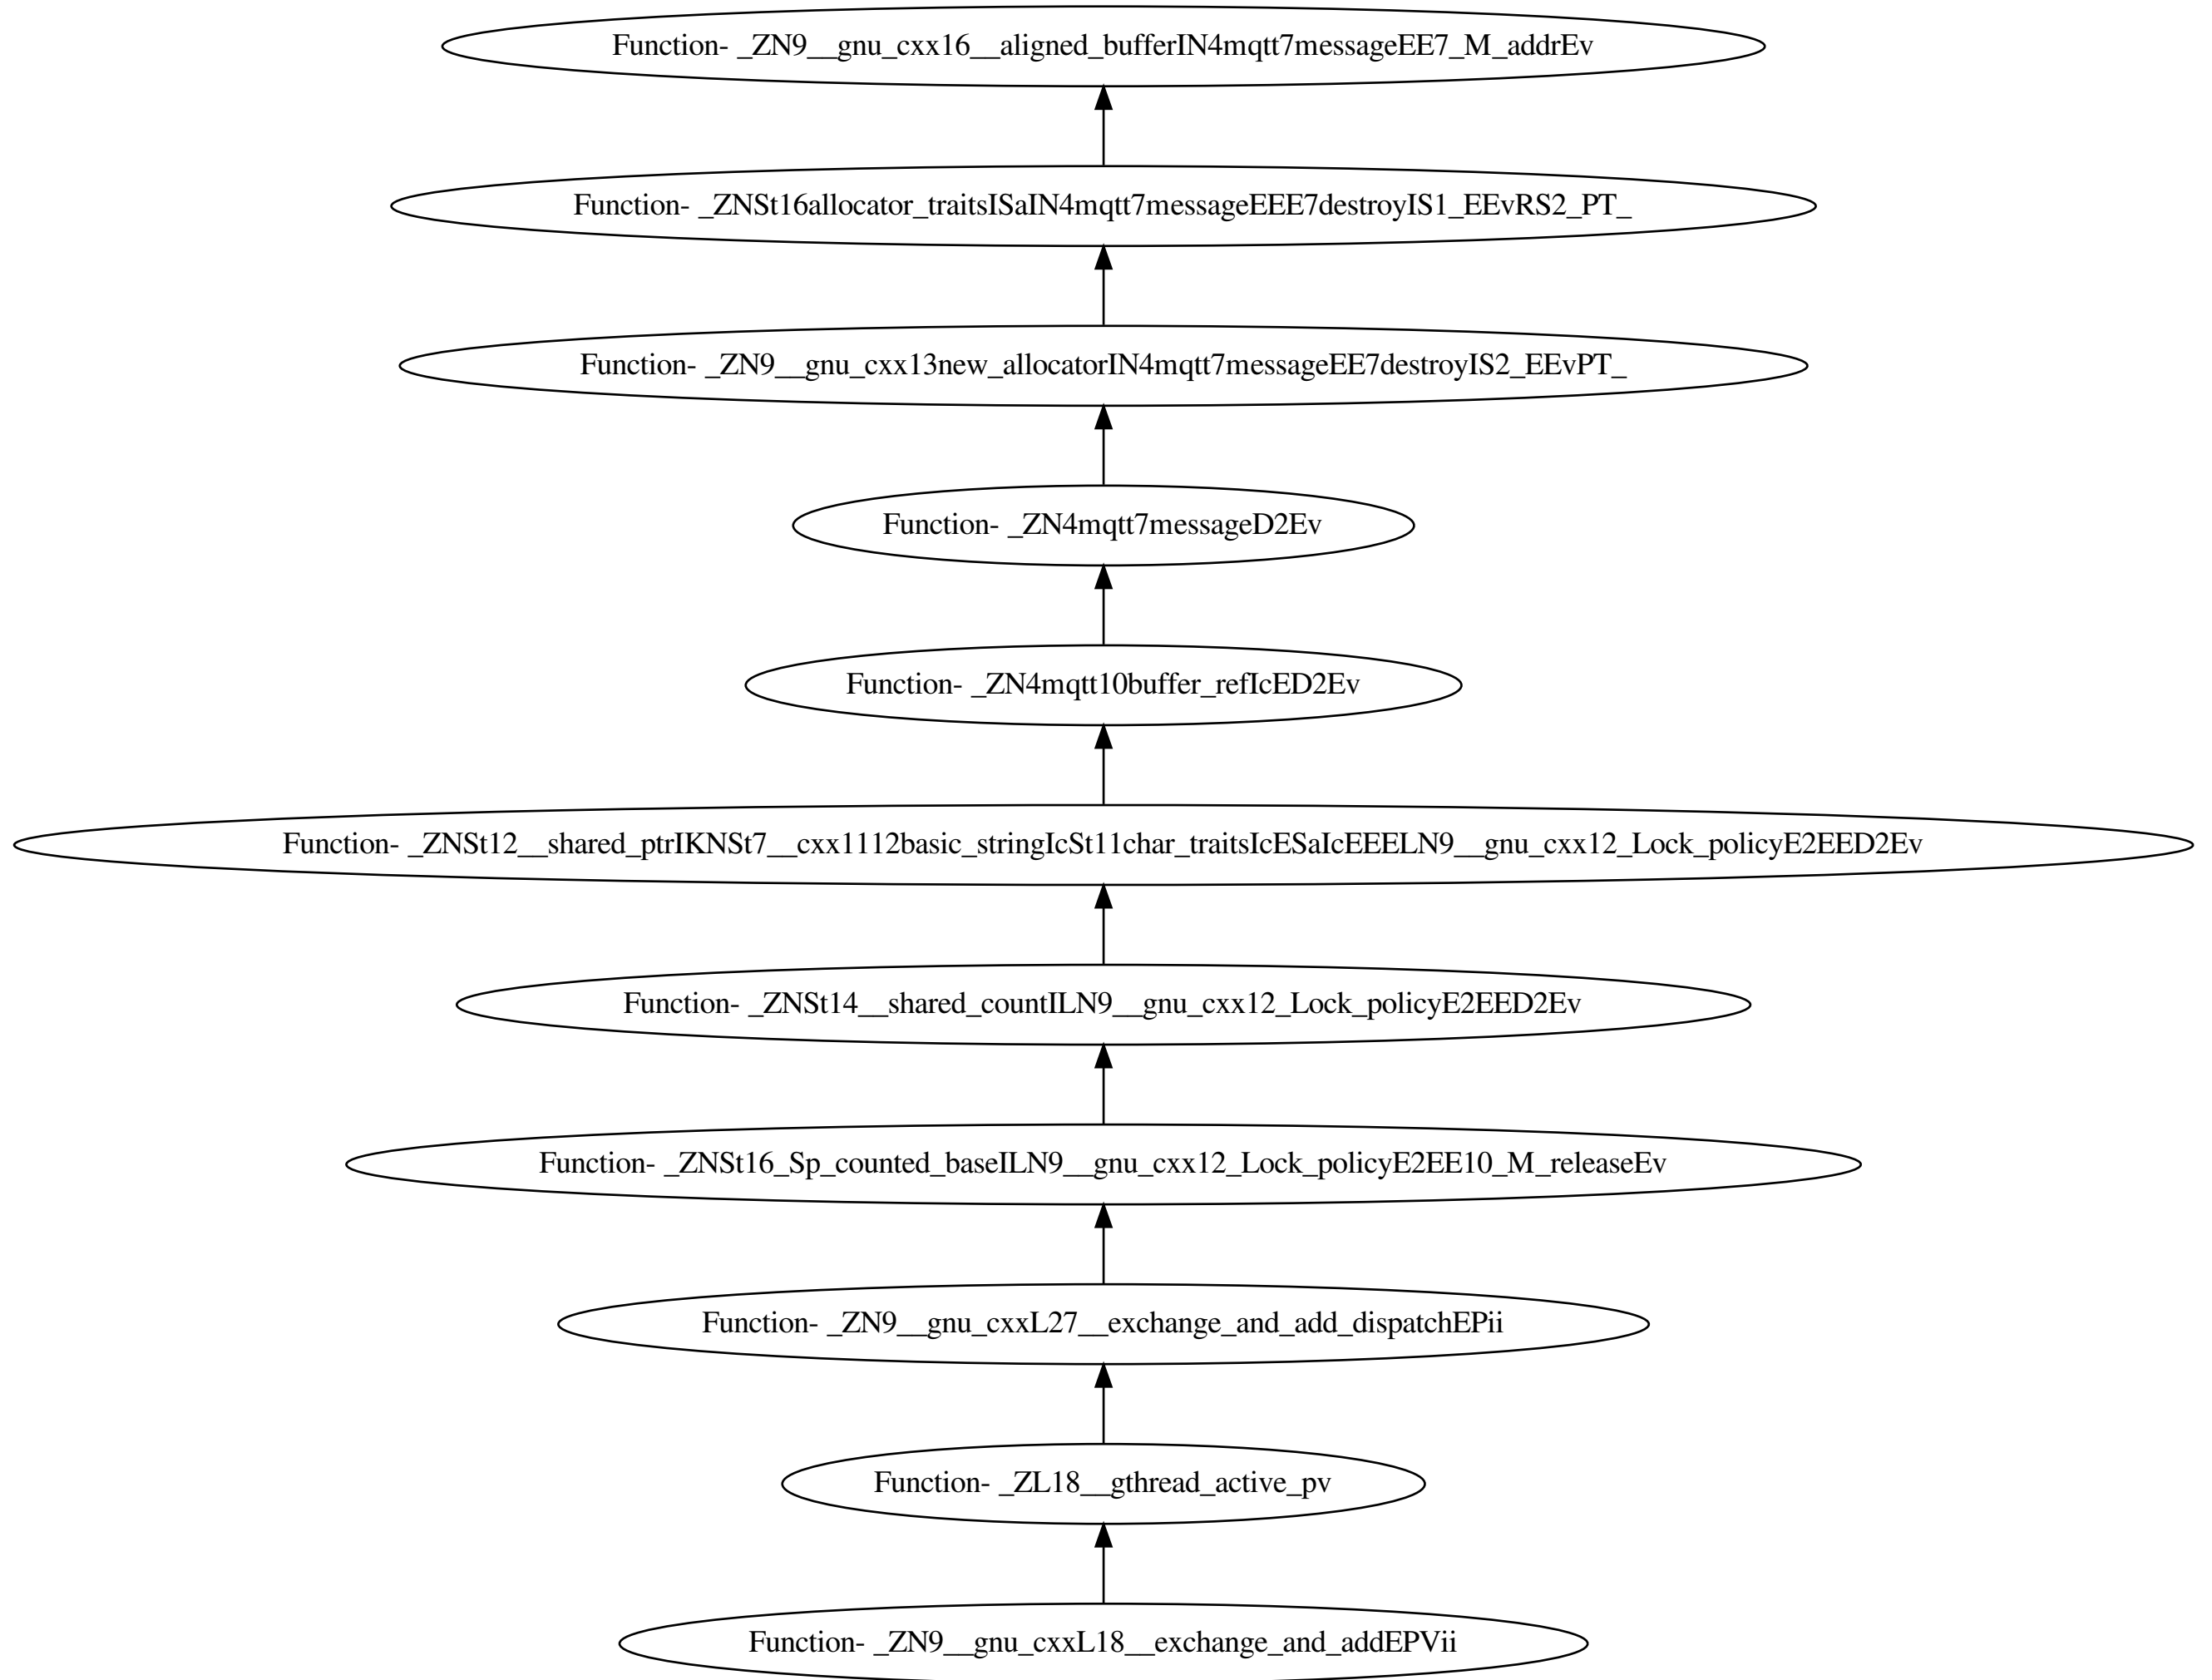 Function- _ZN9__gnu_cxx16__aligned_bufferIN4mqtt7messageEE7_M_addrEv
Function- _ZNSt16allocator_traitsISaIN4mqtt7messageEEE7destroyIS1_EEvRS2_PT_
Function- _ZN9__gnu_cxx13new_allocatorIN4mqtt7messageEE7destroyIS2_EEvPT_
Function- _ZN4mqtt7messageD2Ev
Function- _ZN4mqtt10buffer_refIcED2Ev
Function- _ZNSt12__shared_ptrIKNSt7__cxx1112basic_stringIcSt11char_traitsIcESaIcEEELN9__gnu_cxx12_Lock_policyE2EED2Ev
Function- _ZNSt14__shared_countILN9__gnu_cxx12_Lock_policyE2EED2Ev
Function- _ZNSt16_Sp_counted_baseILN9__gnu_cxx12_Lock_policyE2EE10_M_releaseEv
Function- _ZN9__gnu_cxxL27__exchange_and_add_dispatchEPii
Function- _ZL18__gthread_active_pv
Function- _ZN9__gnu_cxxL18__exchange_and_addEPVii